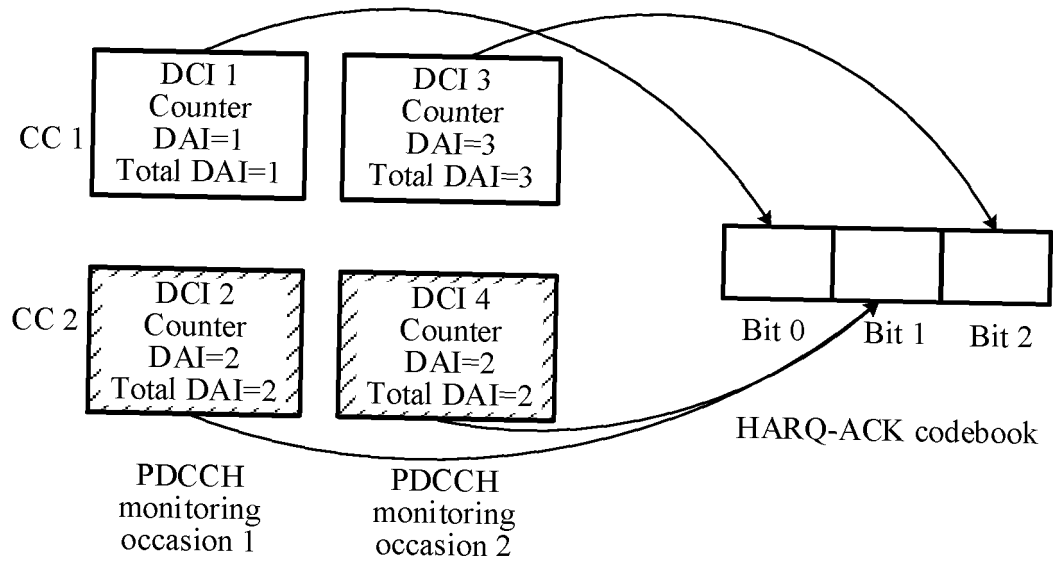 CC 1
DCI 1
Counter
DAI=1
Total DAI=1
DCI 3
Counter
DAI=3
Total DAI=3
CC 2
DCI 2
Counter
DAI=2
Total DAI=2
DCI 4
Counter
DAI=2
Total DAI=2
Bit 0
Bit 1
Bit 2
HARQ-ACK codebook
PDCCH
monitoring
occasion 1
PDCCH
monitoring
occasion 2